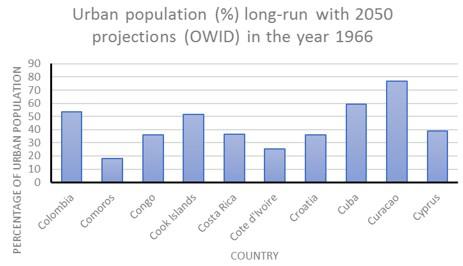 Urban population (%) long-run with 2050
projections (OWID) in the year 1966
PERCENTAGE OF URBAN POPULATION
90
80
70
60
50
40
30
20
10
0
Colombia
Comoros
Congo
Cook Islands
Costa Rica
Cote d'Ivoire
Croatia
Cuba
Curacao
Cyprus
COUNTRY